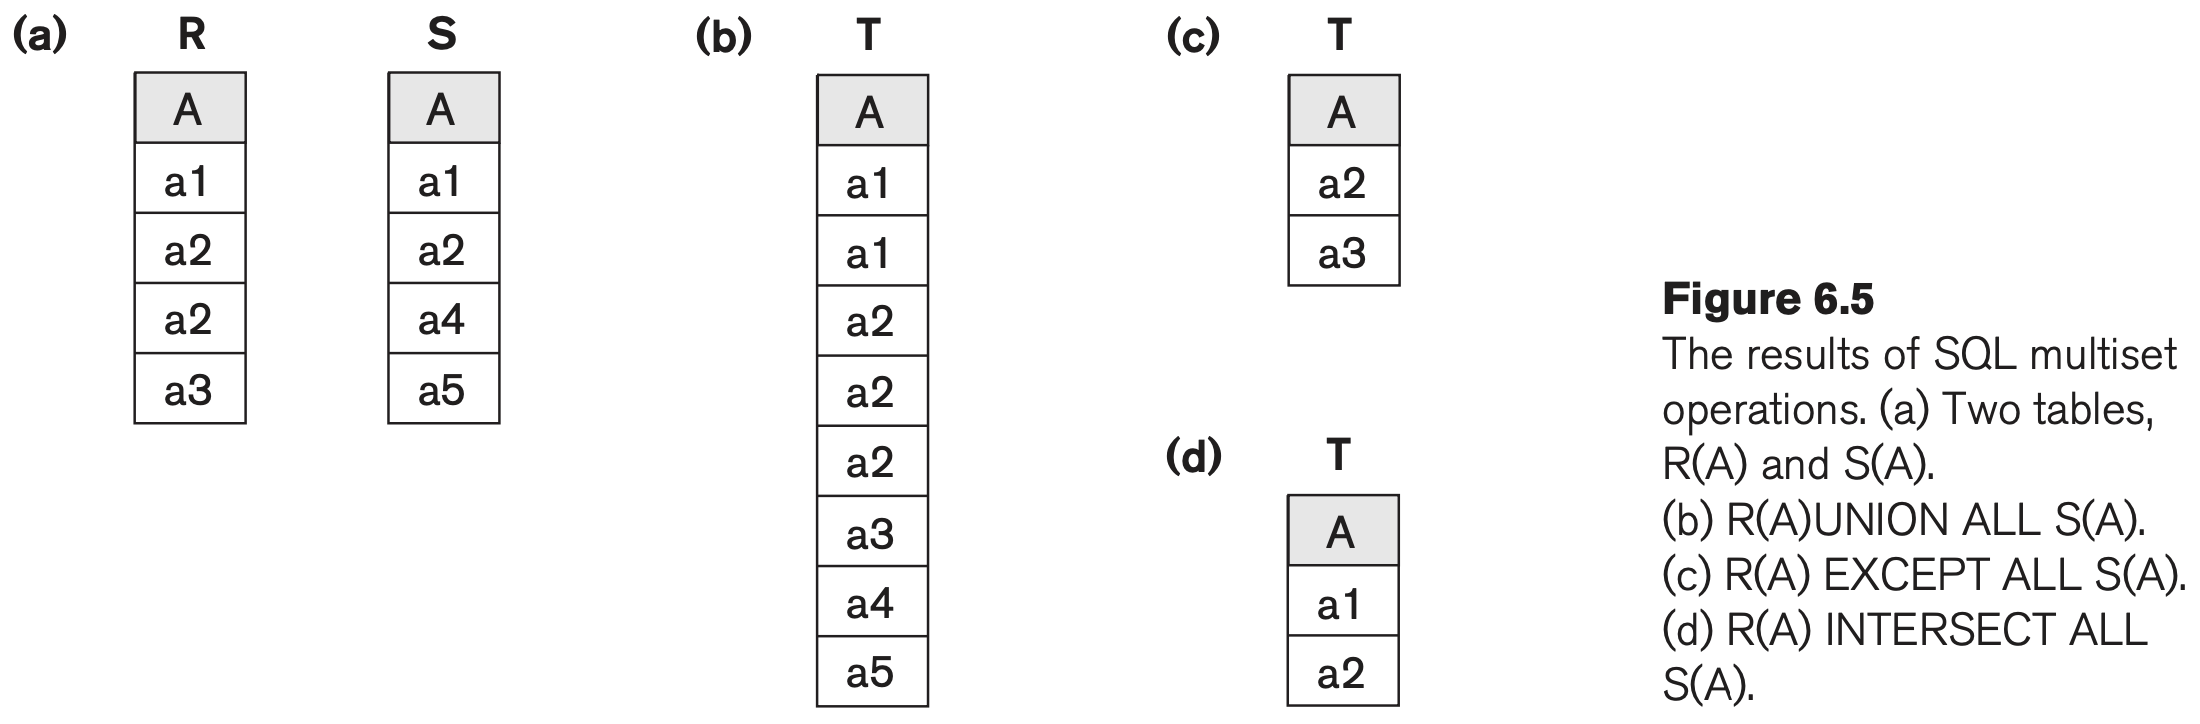 (a) R S
A A
a1 a1
a2 a2
a2 a4
a3 a5
(b) T
A
a1
a1
a2
a2
a2
a3
a4
a5
(c) T
A
a2
a3
(d) T
A
a1
a2
Figure 6.5
The results of SQL multiset
operations. (a) Two tables,
R(A) and S(A).
(b) R(A)UNION ALL S(A).
(c) R(A) EXCEPT ALL S(A).
(d) R(A) INTERSECT ALL
S(A).